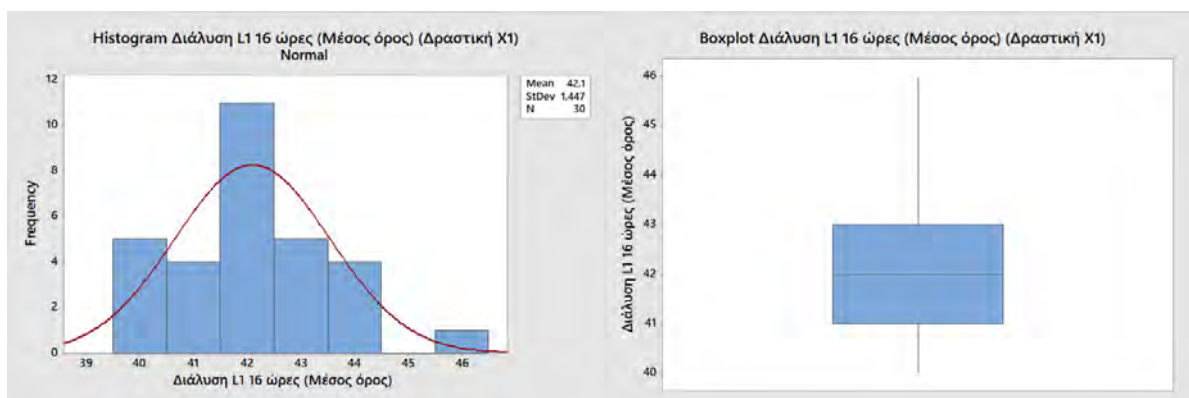 Histogram Διάλυση L1 16 ώρες (Μέσος όρος) (Δραστική X1)
Normal
Mean 42,1
StDev 1,447
N 30
12
10
8
6
4
2
0
Frequency
39 40 41 42 43 44 45 46
Διάλυση L1 16 ώρες (Μέσος όρος)
Boxplot Διάλυση L1 16 ώρες (Μέσος όρος) (Δραστική X1)
46
45
44
43
42
41
40
Διάλυση L1 16 ώρες (Μέσος όρος)